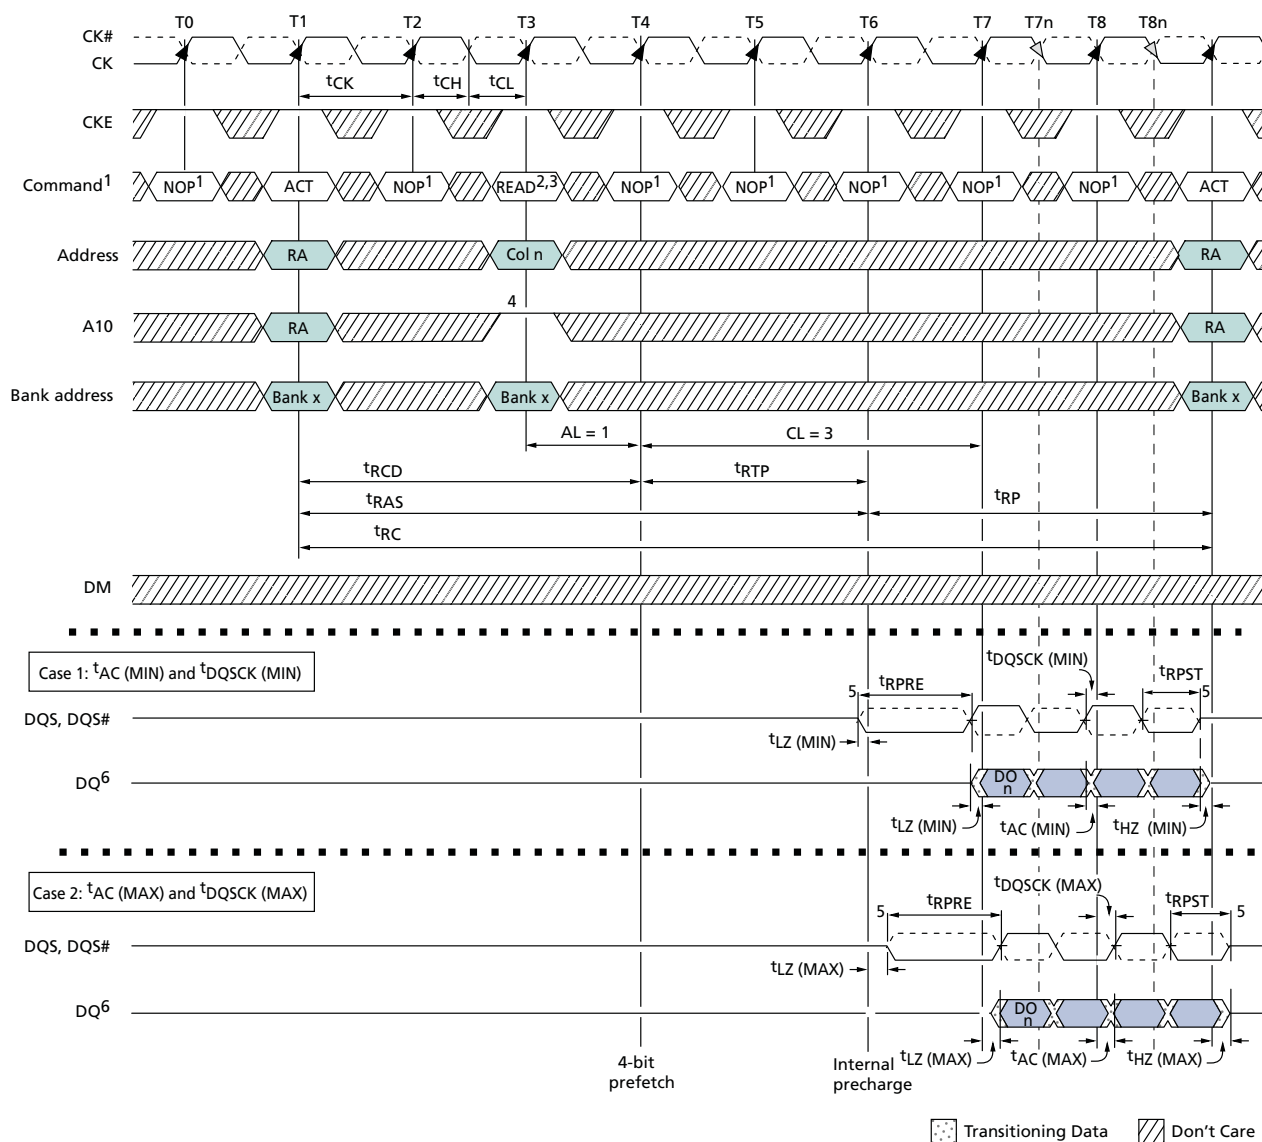 T0 T1 T2 T3 T4 T5 T6 T7 T7n T8 T8n
CK#
CK
tCK tCH tCL
CKE
Command1 NOP1 ACT NOP1 READ2,3 NOP1 NOP1 NOP1 NOP1 NOP1 ACT
Address RA Col n RA
4
A10 RA RA
Bank address Bank x Bank x Bank x
AL = 1 CL = 3
tRCD tRTP
tRAS tRP
tRC
DM
Case 1: tAC (MIN) and tDQSCK (MIN)
tDQSCK (MIN)
5 tRPRE tRPST 5
DQS, DQS#
tLZ (MIN)
DQ6 DO
n
tLZ (MIN) tAC (MIN) tHZ (MIN)
Case 2: tAC (MAX) and tDQSCK (MAX)
tDQSCK (MAX)
5 tRPRE tRPST 5
DQS, DQS#
tLZ (MAX)
DQ6 DO
n
tLZ (MAX) tAC (MAX) tHZ (MAX)
4-bit
prefetch
Internal
precharge
Transitioning Data Don't Care